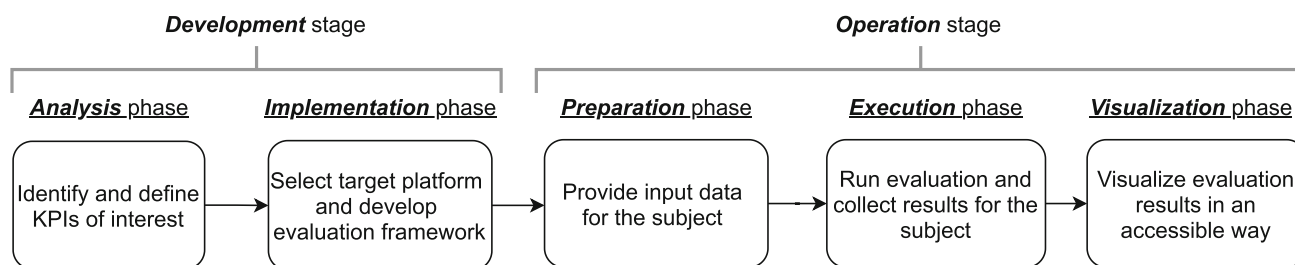 Development stage
Operation stage
Analysis phase
Implementation phase
Preparation phase
Execution phase
Visualization phase
Identify and define
KPIs of interest
Select target platform
and develop
evaluation framework
Provide input data
for the subject
Run evaluation and
collect results for the
subject
Visualize evaluation
results in an
accessible way